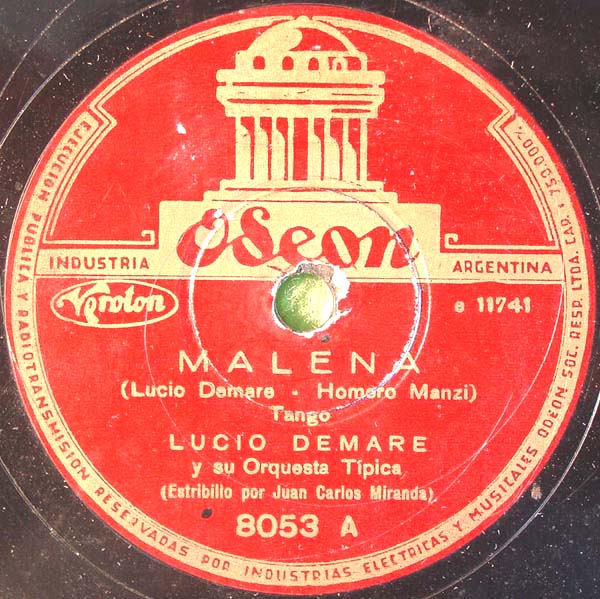 Odeon
INDUSTRIA ARGENTINA
Veroton e 11741
MALENA
(Lucio Demare - Homero Manzi)
Tango
LUCIO DEMARE
y su Orquesta Típica
(Estribillo por Juan Carlos Miranda)
8053 A
EJECUCION PUBLICA Y RADIOTRANSMISION RESERVADAS POR INDUSTRIAS ELECTRICAS Y MUSICALES ODEON SOC. RESP. LTDA. CAP. $ 750.000 %